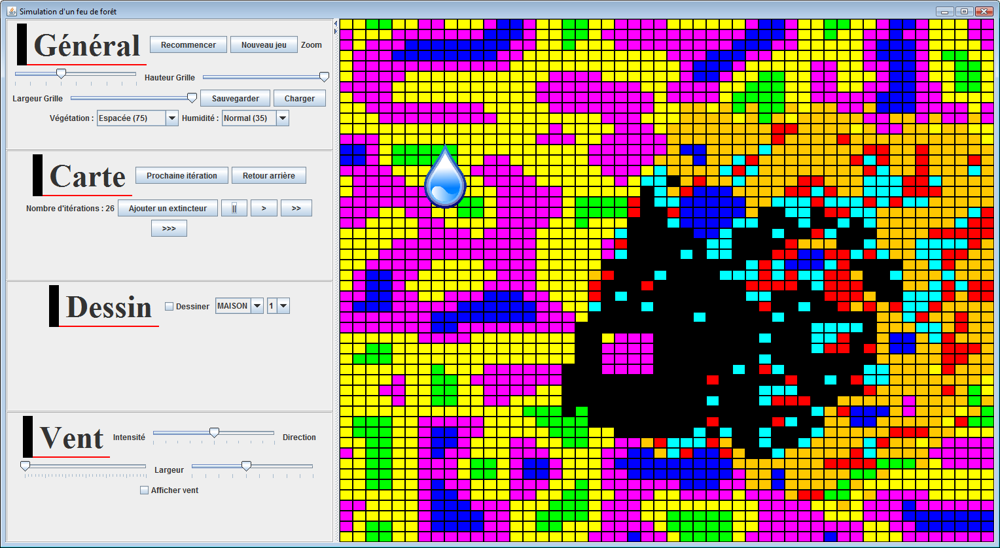 Simulation d'un feu de forêt
Général Recommencer Nouveau jeu Zoom
Hauteur Grille
Largeur Grille Sauvegarder Charger
Végétation : Espacée (75) Humidité : Normal (35)
Carte Prochaine itération Retour arrière
Nombre d'itérations : 26 Ajouter un extincteur || > >>
>>>
Dessin Dessiner MAISON 1
Vent Intensité Direction
Largeur
Afficher vent